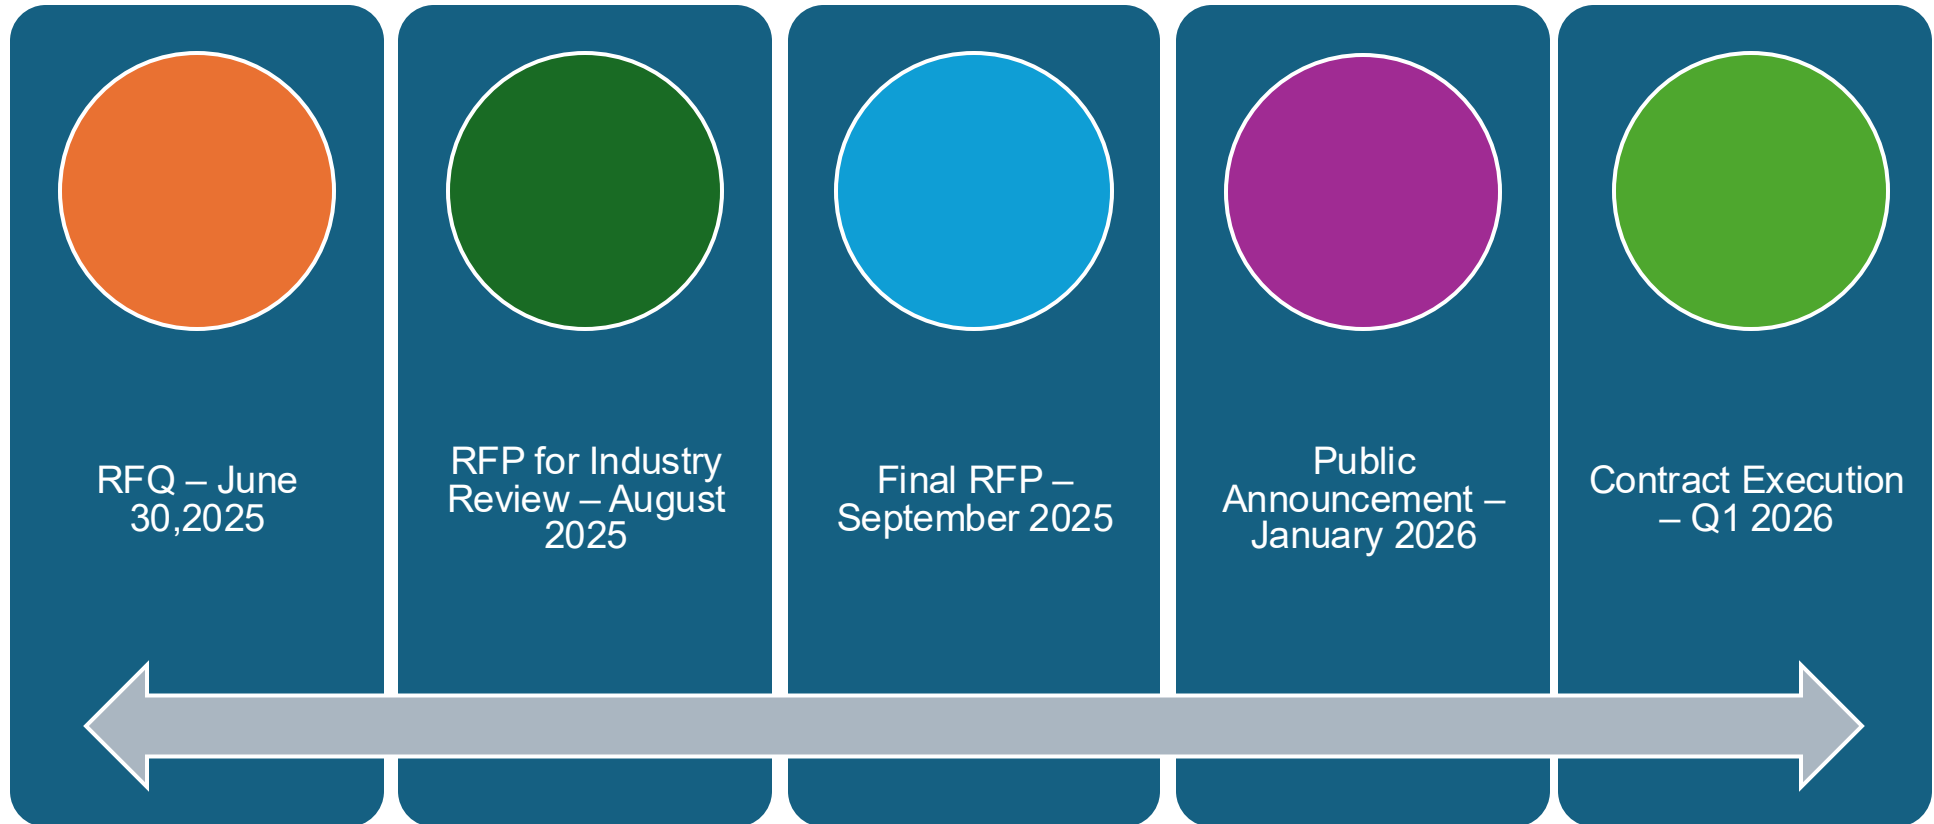 RFQ – June
30,2025
RFP for Industry
Review – August
2025
Final RFP –
September 2025
Public
Announcement –
January 2026
Contract Execution
– Q1 2026